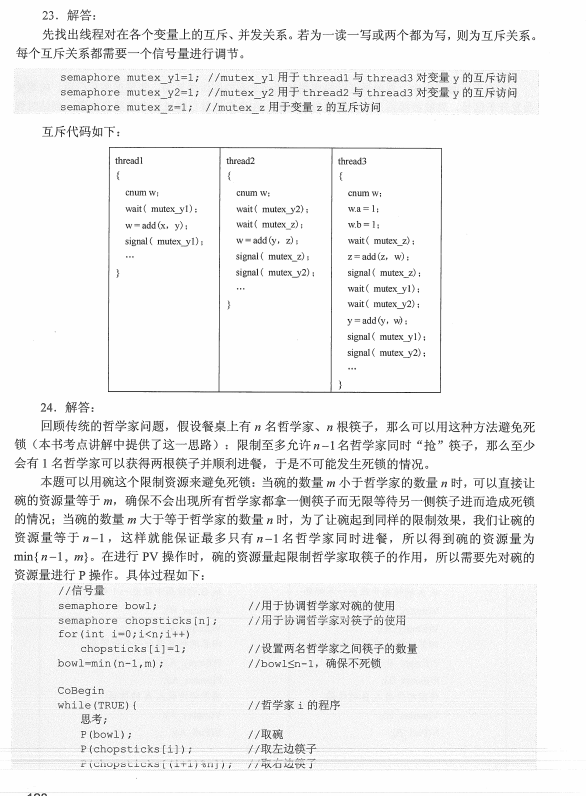 23．解答：
先找出线程对在各个变量上的互斥、并发关系。若为一读一写或两个都为写，则为互斥关系。
每个互斥关系都需要一个信号量进行调节。
semaphore mutex_y1=1; //mutex_y1 用于 thread1 与 thread3 对变量 y 的互斥访问
semaphore mutex_y2=1; //mutex_y2 用于 thread2 与 thread3 对变量 y 的互斥访问
semaphore mutex_z=1; //mutex_z 用于变量 z 的互斥访问
互斥代码如下：
thread1
{
cnum w;
wait( mutex_y1);
w = add(x, y);
signal( mutex_y1);
…
}
thread2
{
cnum w;
wait( mutex_y2);
wait( mutex_z);
w = add(y, z);
signal( mutex_z);
signal( mutex_y2);
…
}
thread3
{
cnum w;
w.a = 1;
w.b = 1;
wait( mutex_z);
z = add(z, w);
signal( mutex_z);
wait( mutex_y1);
wait( mutex_y2);
y = add(y, w);
signal( mutex_y1);
signal( mutex_y2);
…
}
24．解答：
回顾传统的哲学家问题，假设餐桌上有 n 名哲学家、n 根筷子，那么可以用这种方法避免死
锁（本书考点讲解中提供了这一思路）：限制至多允许 n−1 名哲学家同时“抢”筷子，那么至少
会有 1 名哲学家可以获得两根筷子并顺利进餐，于是不可能发生死锁的情况。
本题可以用碗这个限制资源来避免死锁：当碗的数量 m 小于哲学家的数量 n 时，可以直接让
碗的资源量等于 m，确保不会出现所有哲学家都拿一侧筷子而无限等待另一侧筷子进而造成死锁
的情况；当碗的数量 m 大于等于哲学家的数量 n 时，为了让碗起到同样的限制效果，我们让碗的
资源量等于 n−1，这样就能保证最多只有 n−1 名哲学家同时进餐，所以得到碗的资源量为
min{n−1, m}。在进行 PV 操作时，碗的资源量起限制哲学家取筷子的作用，所以需要先对碗的
资源量进行 P 操作。具体过程如下：
//信号量
semaphore bowl; //用于协调哲学家对碗的使用
semaphore chopsticks[n]; //用于协调哲学家对筷子的使用
for(int i=0;i<n;i++)
chopsticks[i]=1; //设置两名哲学家之间筷子的数量
bowl=min(n-1,m); //bowl≤n-1，确保不死锁
CoBegin
while(TRUE){ //哲学家 i 的程序
思考;
P(bowl); //取碗
P(chopsticks[i]); //取左边筷子
P(chopsticks[(i+1)%n]); //取右边筷子